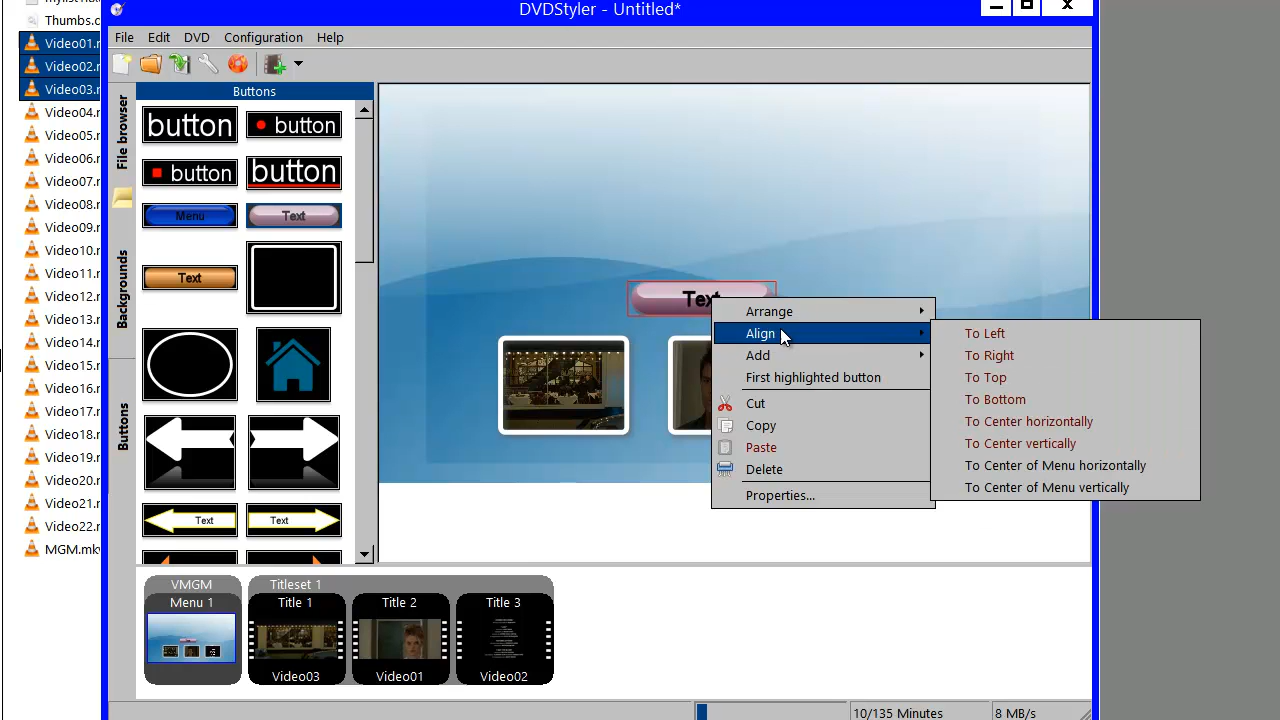 DVDStyler - Untitled*
Thumbs.
Video01.r
Video02.r
Video03.r
Video04.r
Video05.r
Video06.r
Video07.r
Video08.r
Video09.r
Video10.r
Video11.r
Video12.r
Video13.r
Video14.r
Video15.r
Video16.r
Video17.r
Video18.r
Video19.r
Video20.r
Video21.r
Video22.r
MGM.mk
File Edit DVD Configuration Help
File browser
Backgrounds
Buttons
Buttons
button button
button button
Menu Text
Text
Text Text
Text
Arrange
Align
Add
First highlighted button
Cut
Copy
Paste
Delete
Properties...
To Left
To Right
To Top
To Bottom
To Center horizontally
To Center vertically
To Center of Menu horizontally
To Center of Menu vertically
VMGM
Menu 1
Titleset 1
Title 1 Title 2 Title 3
Video03 Video01 Video02
10/135 Minutes 8 MB/s